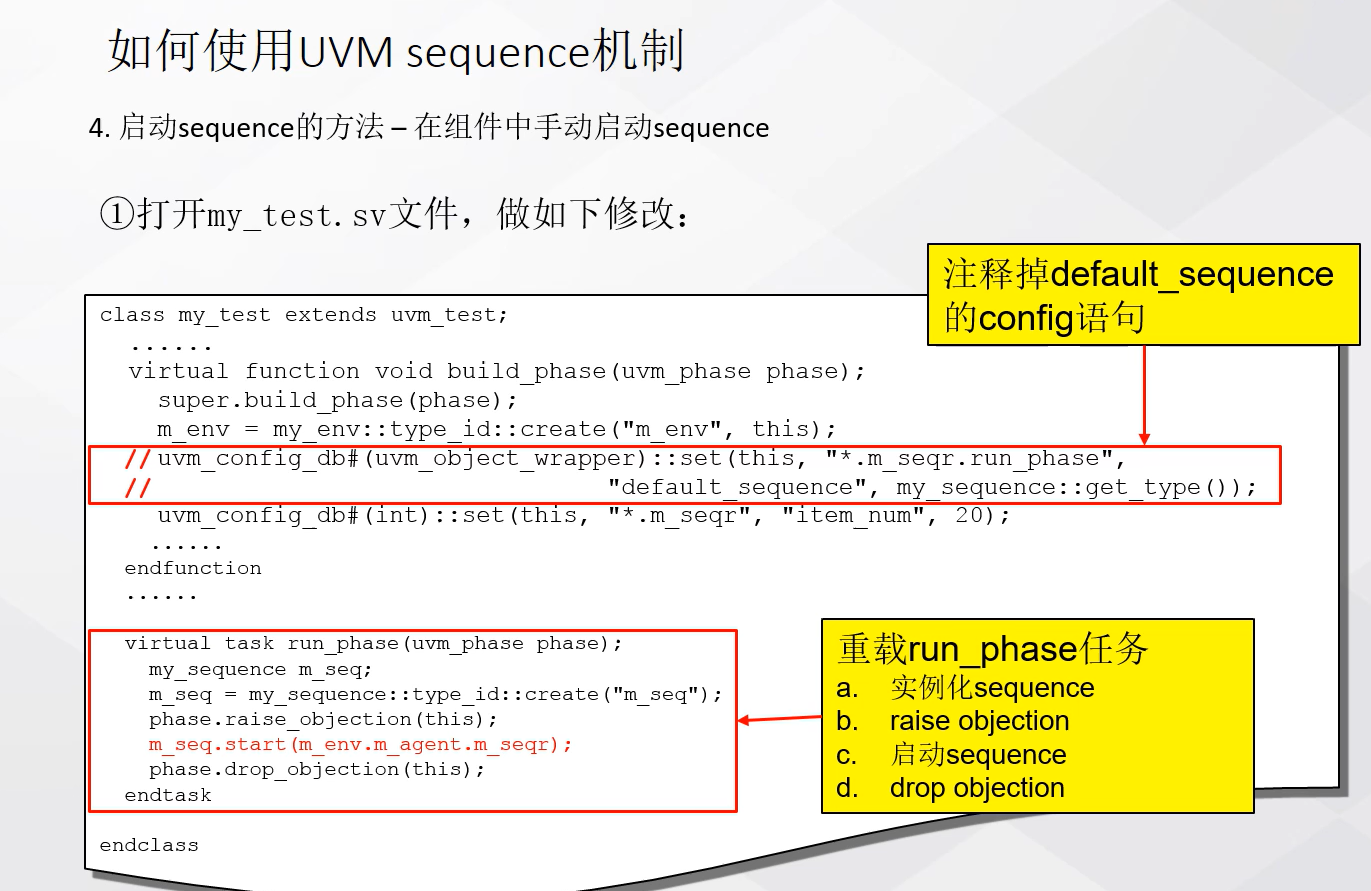 如何使用UVM sequence机制
4. 启动sequence的方法 – 在组件中手动启动sequence
①打开my_test.sv文件，做如下修改：
注释掉default_sequence
的config语句
class my_test extends uvm_test;
......
virtual function void build_phase(uvm_phase phase);
super.build_phase(phase);
m_env = my_env::type_id::create("m_env", this);
// uvm_config_db#(uvm_object_wrapper)::set(this, "*.m_seqr.run_phase",
// "default_sequence", my_sequence::get_type());
uvm_config_db#(int)::set(this, "*.m_seqr", "item_num", 20);
......
endfunction
......
virtual task run_phase(uvm_phase phase);
my_sequence m_seq;
m_seq = my_sequence::type_id::create("m_seq");
phase.raise_objection(this);
m_seq.start(m_env.m_agent.m_seqr);
phase.drop_objection(this);
endtask
endclass
重载run_phase任务
a. 实例化sequence
b. raise objection
c. 启动sequence
d. drop objection